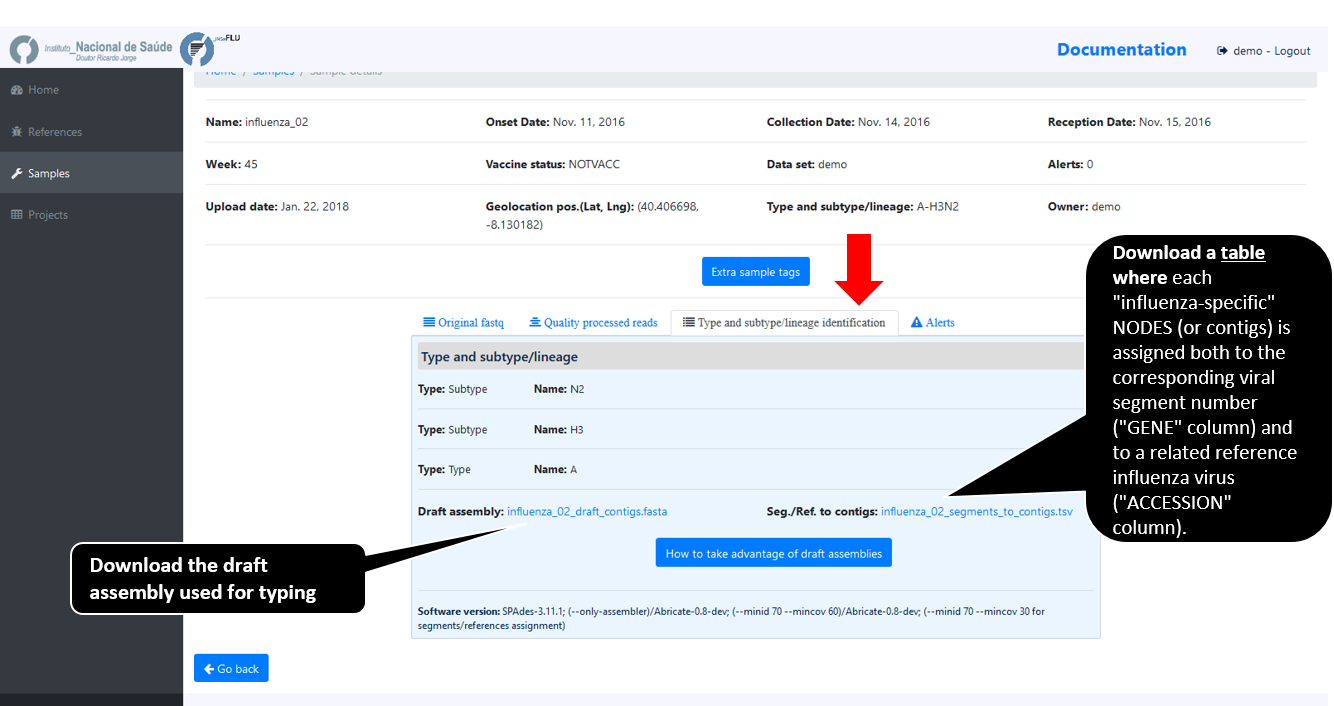 Instituto_Nacional de Saúde
Doutor Ricardo Jorge
INSaFLU
Documentation
demo - Logout
Home / Samples / Sample details
Home
References
Samples
Projects
Name: influenza_02
Onset Date: Nov. 11, 2016
Collection Date: Nov. 14, 2016
Reception Date: Nov. 15, 2016
Week: 45
Vaccine status: NOTVACC
Data set: demo
Alerts: 0
Upload date: Jan. 22, 2018
Geolocation pos.(Lat, Lng): (40.406698,
-8.130182)
Type and subtype/lineage: A-H3N2
Owner: demo
Extra sample tags
Original fastq
Quality processed reads
Type and subtype/lineage identification
Alerts
Type and subtype/lineage
Type: Subtype
Name: N2
Type: Subtype
Name: H3
Type: Type
Name: A
Draft assembly: influenza_02_draft_contigs.fasta
Seg./Ref. to contigs: influenza_02_segments_to_contigs.tsv
How to take advantage of draft assemblies
Software version: SPAdes-3.11.1; (--only-assembler)/Abricate-0.8-dev; (--minid 70 --mincov 60)/Abricate-0.8-dev; (--minid 70 --mincov 30 for
segments/references assignment)
Go back
Download a table
where each
"influenza-specific"
NODES (or contigs) is
assigned both to the
corresponding viral
segment number
("GENE" column) and
to a related reference
influenza virus
("ACCESSION"
column).
Download the draft
assembly used for typing